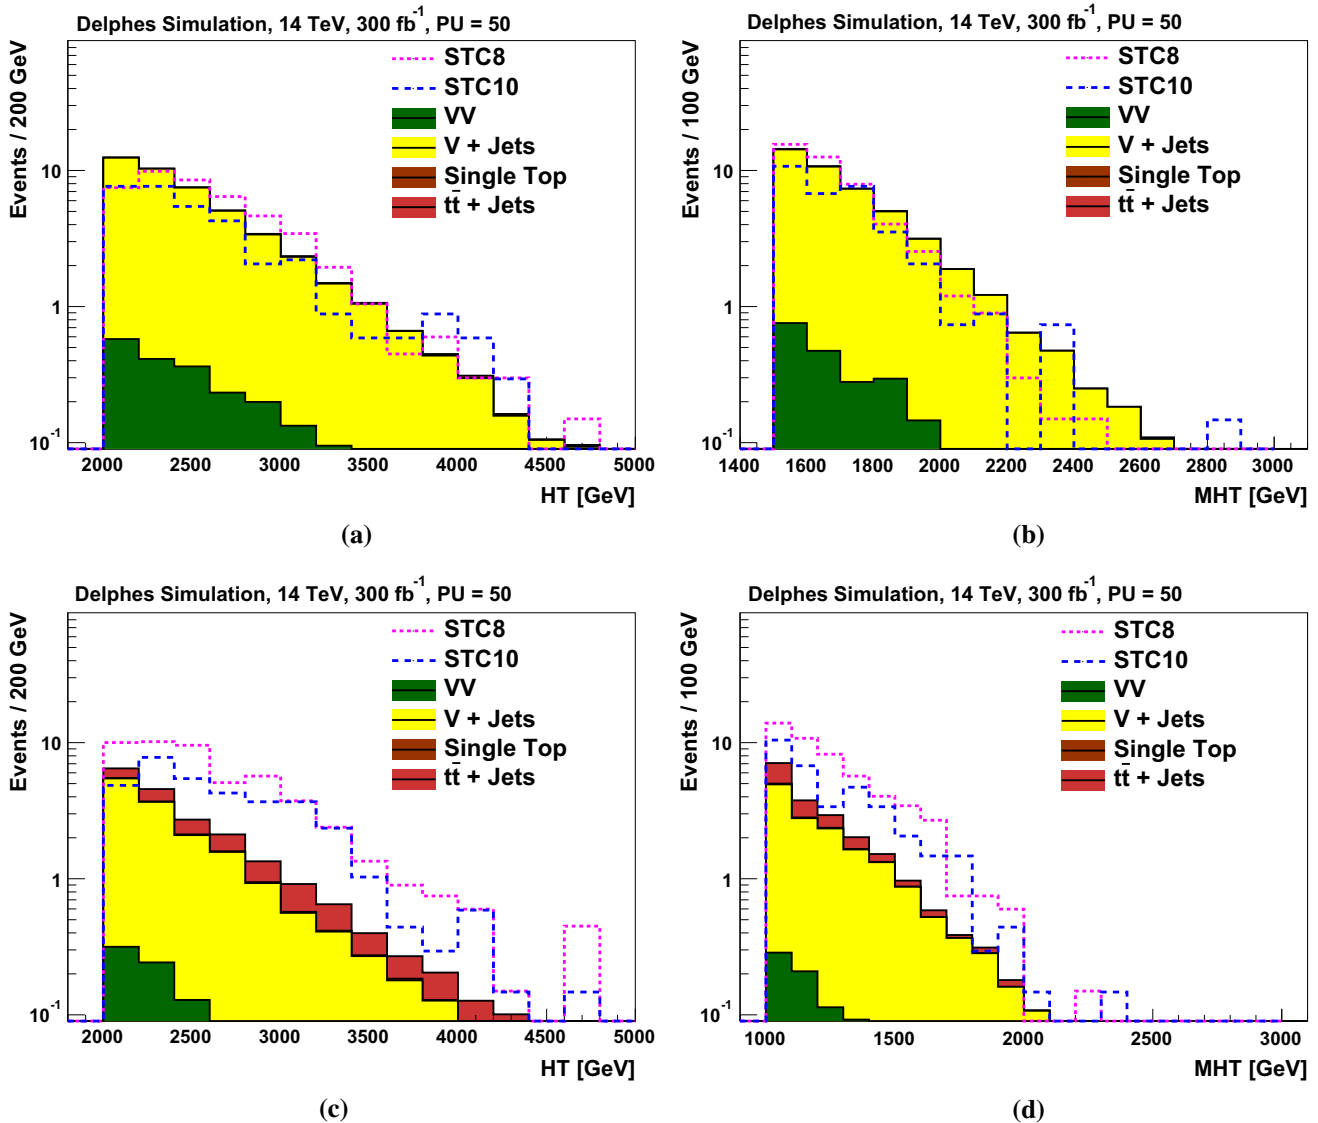 Delphes Simulation, 14 TeV, 300 fb⁻¹, PU = 50
Events / 200 GeV
STC8
STC10
VV
V + Jets
Single Top
tt̄ + Jets
10
1
10⁻¹
2000 2500 3000 3500 4000 4500 5000
HT [GeV]
(a)
Delphes Simulation, 14 TeV, 300 fb⁻¹, PU = 50
Events / 100 GeV
STC8
STC10
VV
V + Jets
Single Top
tt̄ + Jets
10
1
10⁻¹
1400 1600 1800 2000 2200 2400 2600 2800 3000
MHT [GeV]
(b)
Delphes Simulation, 14 TeV, 300 fb⁻¹, PU = 50
Events / 200 GeV
STC8
STC10
VV
V + Jets
Single Top
tt̄ + Jets
10
1
10⁻¹
2000 2500 3000 3500 4000 4500 5000
HT [GeV]
(c)
Delphes Simulation, 14 TeV, 300 fb⁻¹, PU = 50
Events / 100 GeV
STC8
STC10
VV
V + Jets
Single Top
tt̄ + Jets
10
1
10⁻¹
1000 1500 2000 2500 3000
MHT [GeV]
(d)